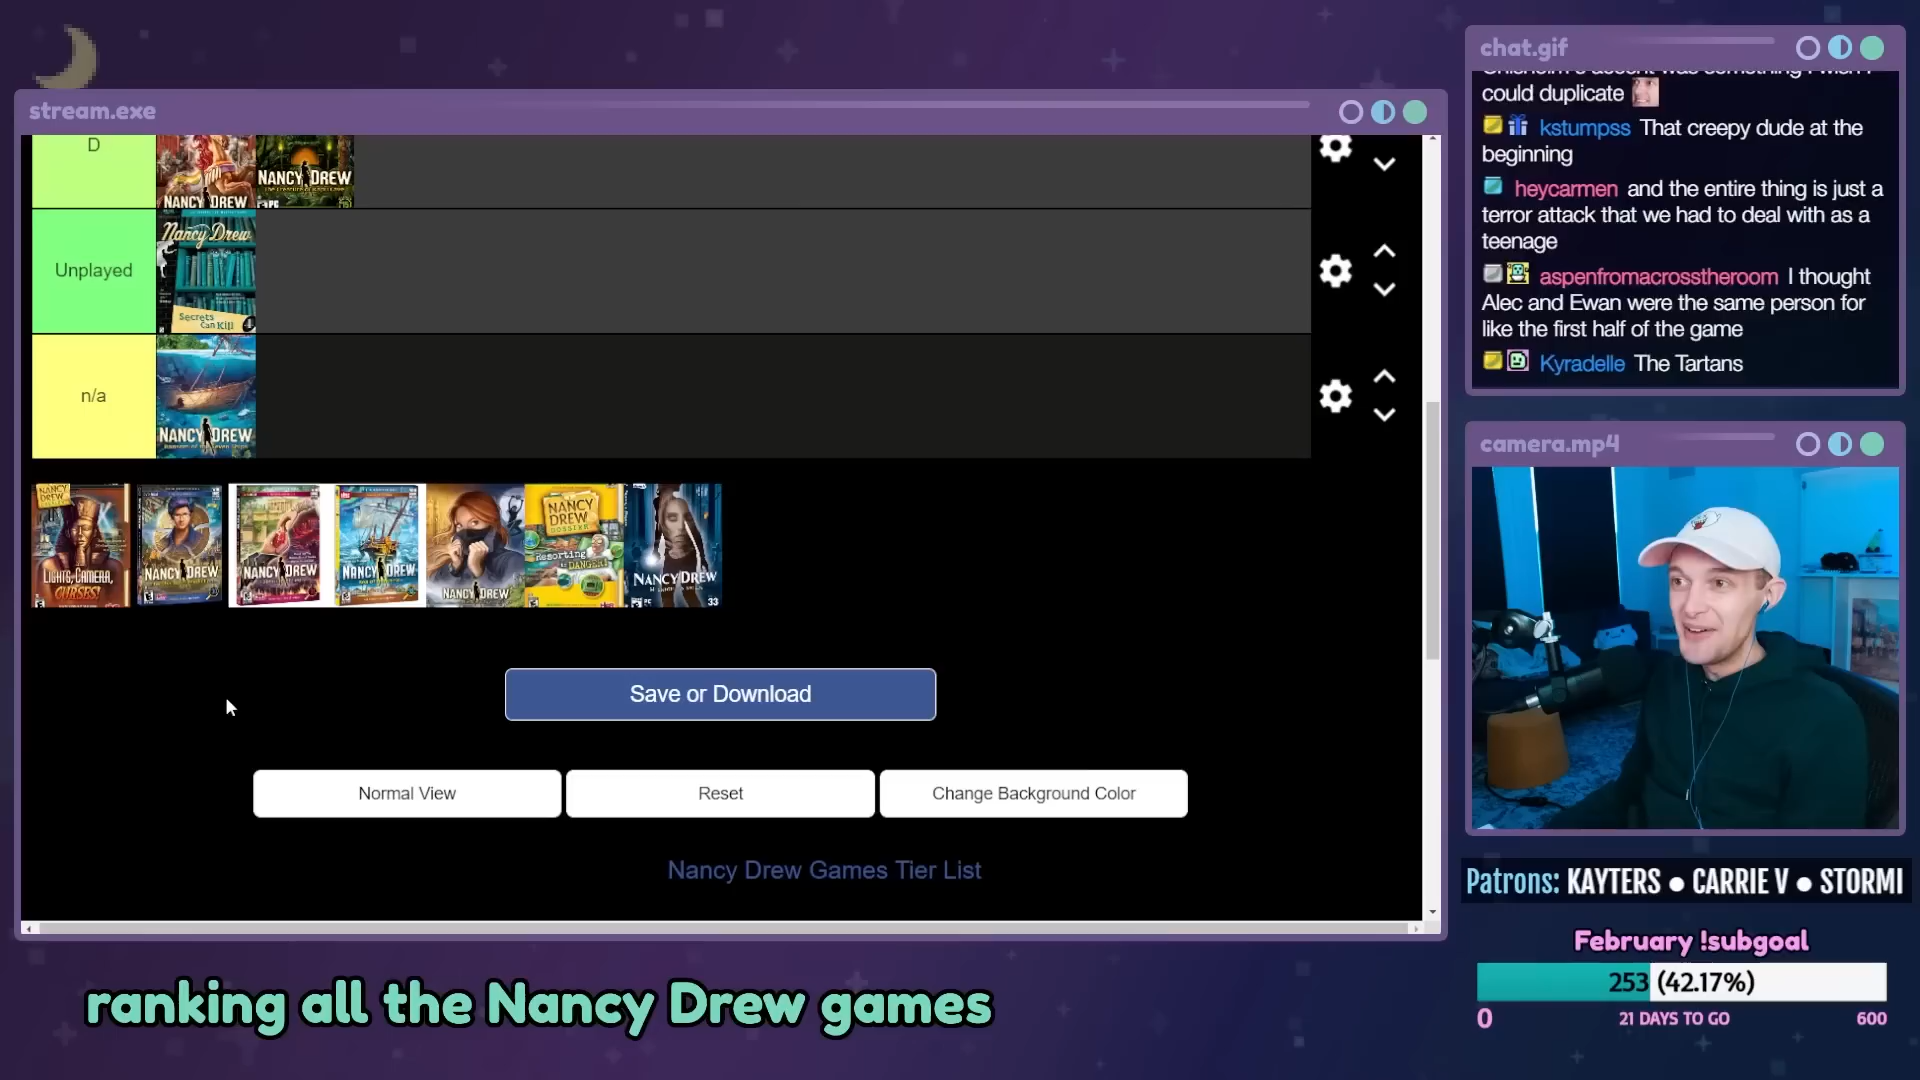 stream.exe
D
NANCY DREW
NANCY DREW
PC
Unplayed
Nancy Drew
Secrets
Can Kill
n/a
NANCY DREW
NANCY DREW
LIGHTS, CAMERA,
CURSES!
NANCY DREW
NANCY DREW
NANCY DREW
NANCY DREW
NANCY DREW
DOSSIER
Resorting
to DANGER!
NANCY DREW
PC
33
Save or Download
Normal View
Reset
Change Background Color
Nancy Drew Games Tier List
ranking all the Nancy Drew games
chat.gif
could duplicate
kstumpss That creepy dude at the
beginning
heycarmen and the entire thing is just a
terror attack that we had to deal with as a
teenage
aspenfromacrosstheroom I thought
Alec and Ewan were the same person for
like the first half of the game
Kyradelle The Tartans
camera.mp4
Patrons: KAYTERS ● CARRIE V ● STORMI
February !subgoal
253 (42.17%)
0
21 DAYS TO GO
600